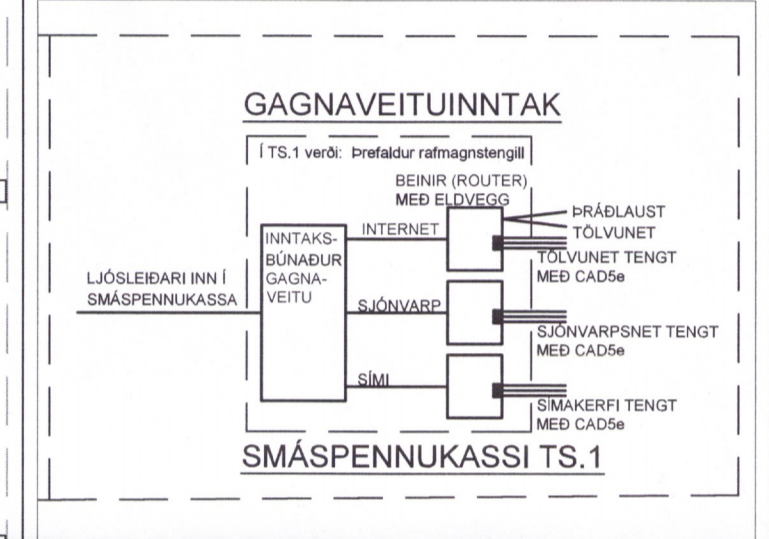 GAGNAVEITUINNTAK
Í TS.1 verði: Þrefaldur rafmagnstengill
BEINIR (ROUTER)
MEÐ ELDVEGG
INTERNET
ÞRÁÐLAUST
TÖLVUNET
TÖLVUNET TENGT
MEÐ CAD5e
LJÓSLEIÐARI INN Í
SMÁSPENNUKASSA
INNTAKS-
BÚNAÐUR
GAGNA-
VEITU
SJÓNVARP
SJÓNVARPSNET TENGT
MEÐ CAD5e
SÍMI
SÍMAKERFI TENGT
MEÐ CAD5e
SMÁSPENNUKASSI TS.1